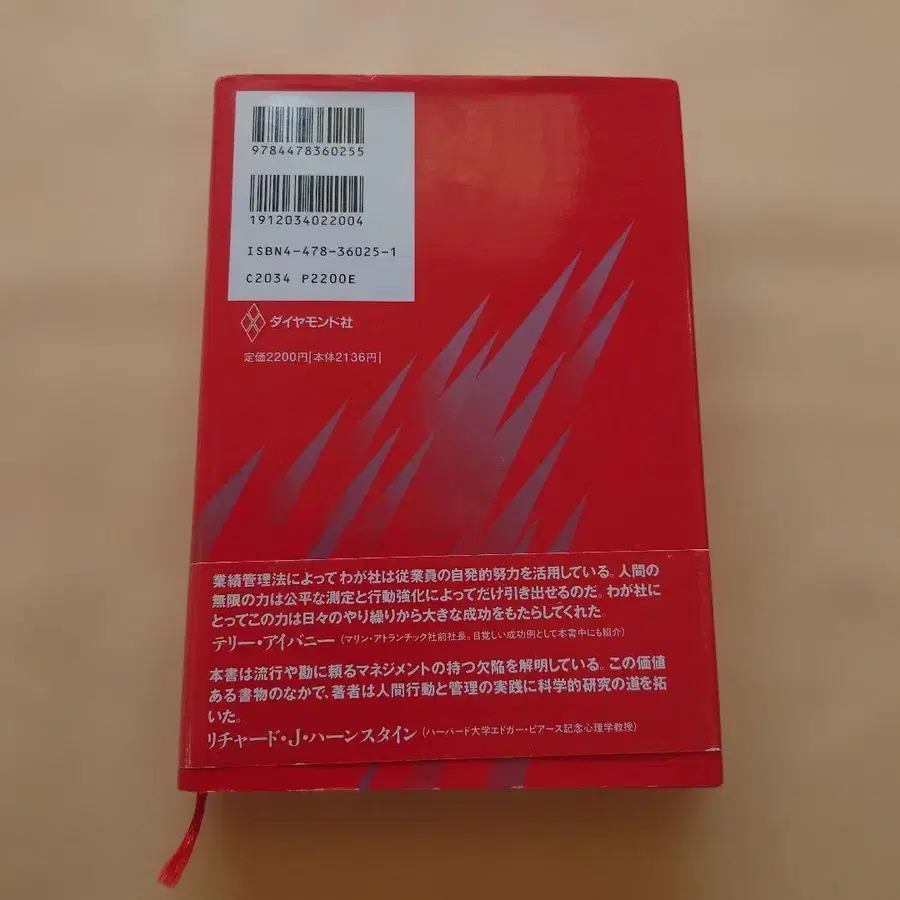 9784478360255
1912034022004
ISBN4-478-36025-1
C2034 P2200E
ダイヤモンド社
定価2200円|本体2136円|
業績管理法によってわが社は従業員の自発的努力を活用している。人間の
無限の力は公平な測定と行動強化によってだけ引き出せるのだ。わが社に
とってこの力は日々のやり繰りから大きな成功をもたらしてくれた。
テリー・アイバニー(マリン・アトランチック社前社長。目覚しい成功例として本書中にも紹介)
本書は流行や勘に頼るマネジメントの持つ欠陥を解明している。この価値
ある書物のなかで、著者は人間行動と管理の実践に科学的研究の道を拓
いた。
リチャード・J・ハーンスタイン(ハーバード大学エドガー・ピアース記念心理学教授)